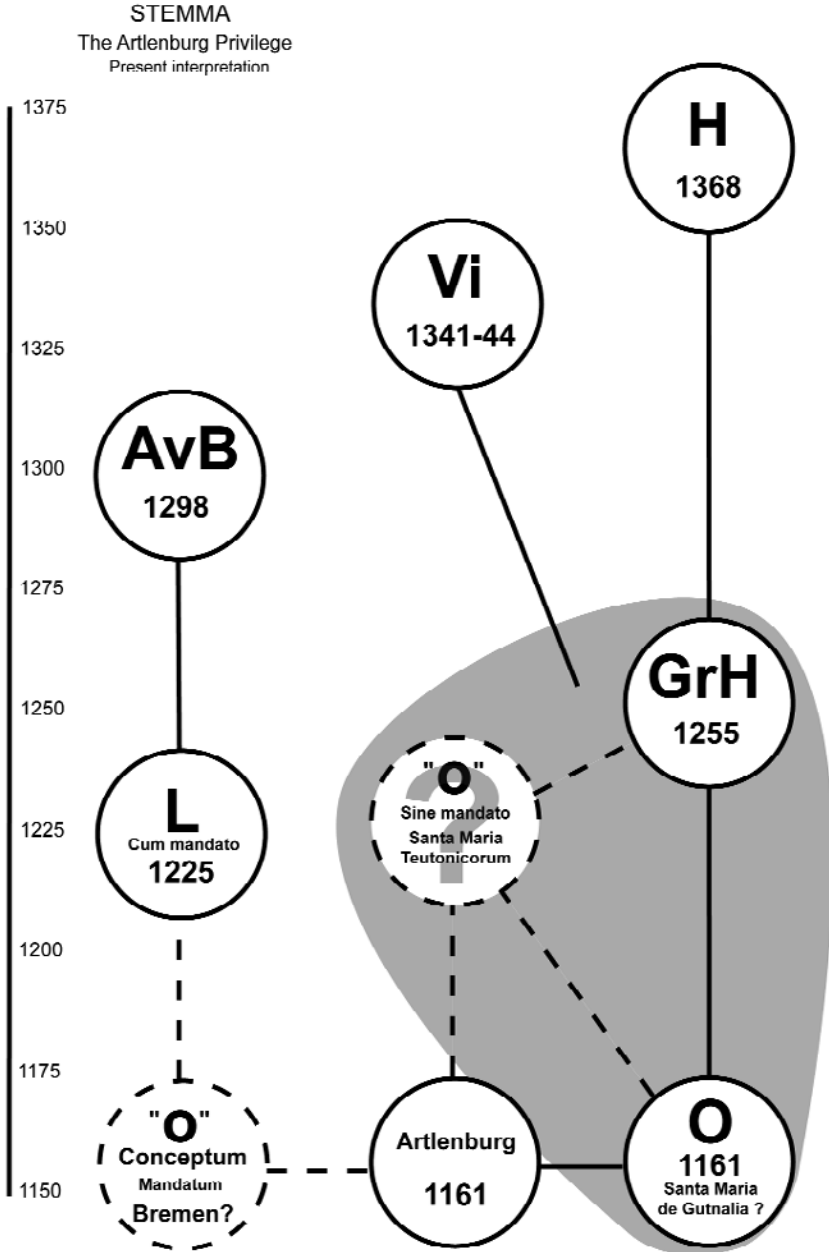 STEMMA
The Artlenburg Privilege
Present interpretation
1375
1350
1325
1300
1275
1250
1225
1200
1175
1150
H
1368
Vi
1341-44
AvB
1298
GrH
1255
"O"
?
Sine mandato
Santa Maria
Teutonicorum
L
Cum mandato
1225
"O"
Conceptum
Mandatum
Bremen?
Artlenburg
1161
O
1161
Santa Maria
de Gutnalia ?